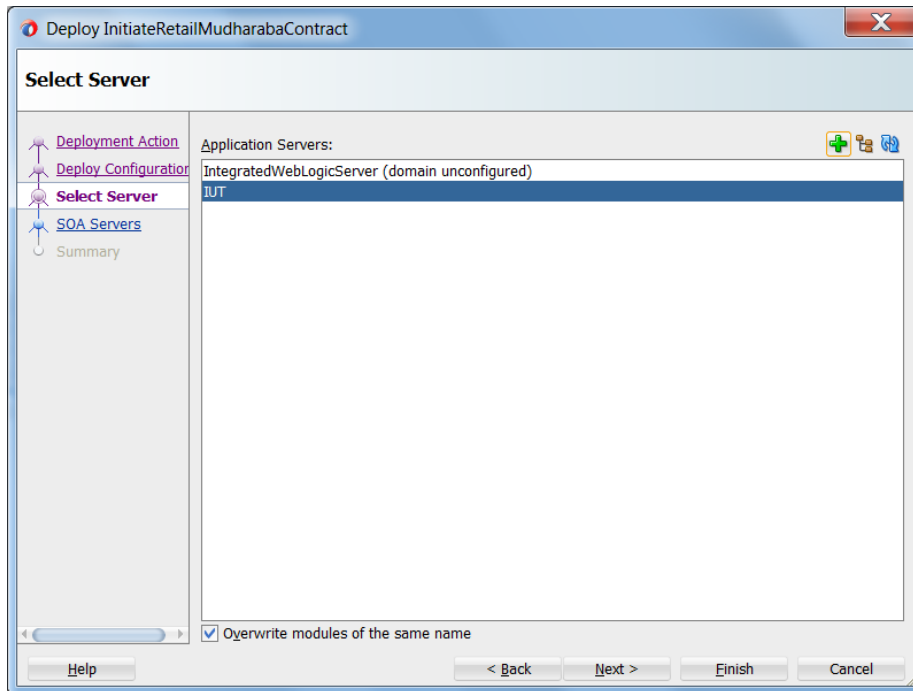 Deploy InitiateRetailMudharabaContract
Select Server
Deployment Action
Deploy Configuration
Select Server
SOA Servers
Summary
Application Servers:
IntegratedWebLogicServer (domain unconfigured)
IUT
Overwrite modules of the same name
Help
< Back
Next >
Finish
Cancel